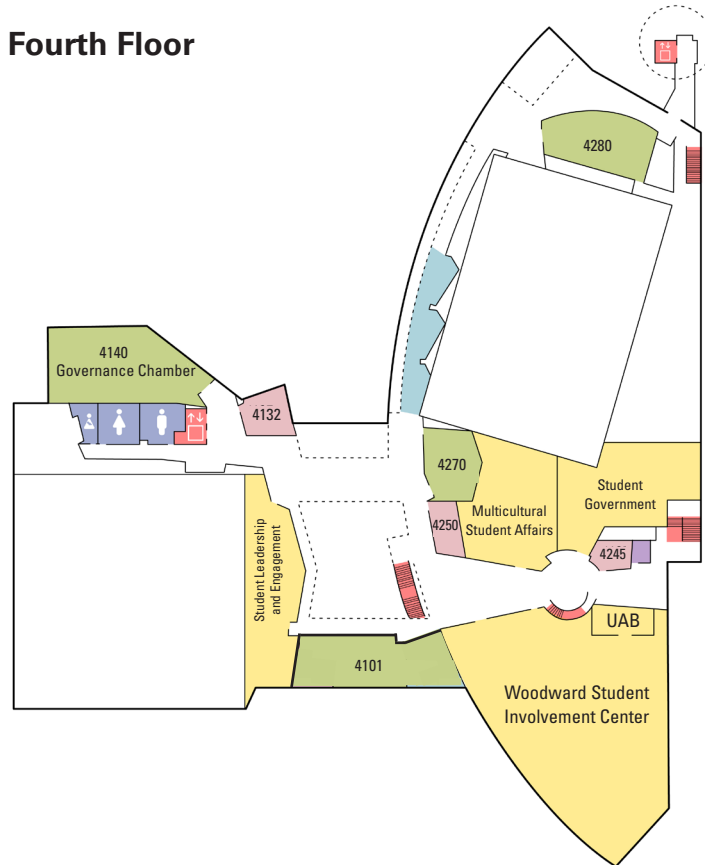 Fourth Floor
4280
4140
Governance Chamber
4132
4270
Multicultural
Student Affairs
Student
Government
4250
4245
Student Leadership
and Engagement
UAB
4101
Woodward Student
Involvement Center